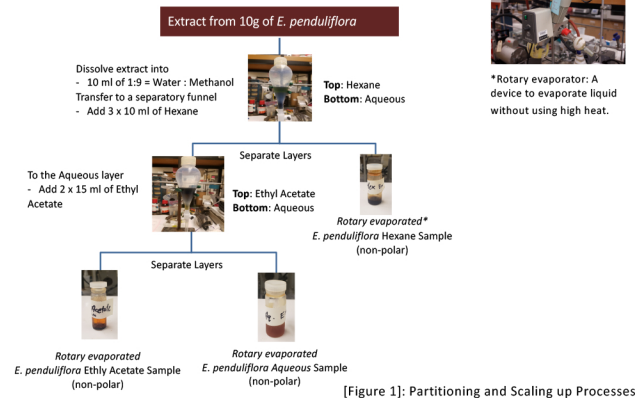 Extract from 10g of E. penduliflora
Dissolve extract into
- 10 ml of 1:9 = Water : Methanol
Transfer to a separatory funnel
- Add 3 x 10 ml of Hexane
Top: Hexane
Bottom: Aqueous
*Rotary evaporator: A
device to evaporate liquid
without using high heat.
Separate Layers
To the Aqueous layer
- Add 2 x 15 ml of Ethyl
Acetate
Top: Ethyl Acetate
Bottom: Aqueous
Rotary evaporated*
E. penduliflora Hexane Sample
(non-polar)
Separate Layers
Rotary evaporated
E. penduliflora Ethly Acetate Sample
(non-polar)
Rotary evaporated
E. penduliflora Aqueous Sample
(non-polar)
[Figure 1]: Partitioning and Scaling up Processes